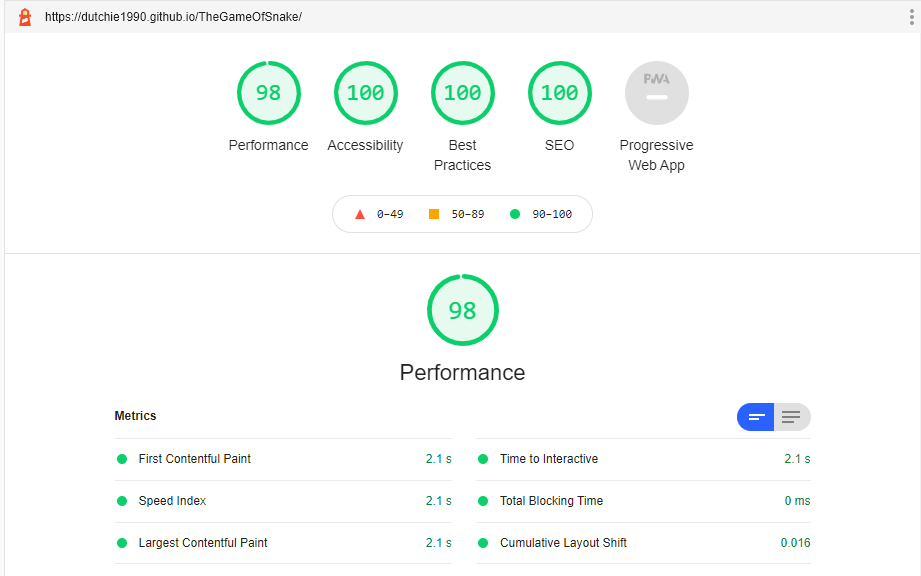 https://dutchie1990.github.io/TheGameOfSnake/
98
100
100
100
PWA
Performance
Accessibility
Best
Practices
SEO
Progressive
Web App
0–49
50–89
90–100
98
Performance
Metrics
First Contentful Paint 2.1 s
Time to Interactive 2.1 s
Speed Index 2.1 s
Total Blocking Time 0 ms
Largest Contentful Paint 2.1 s
Cumulative Layout Shift 0.016